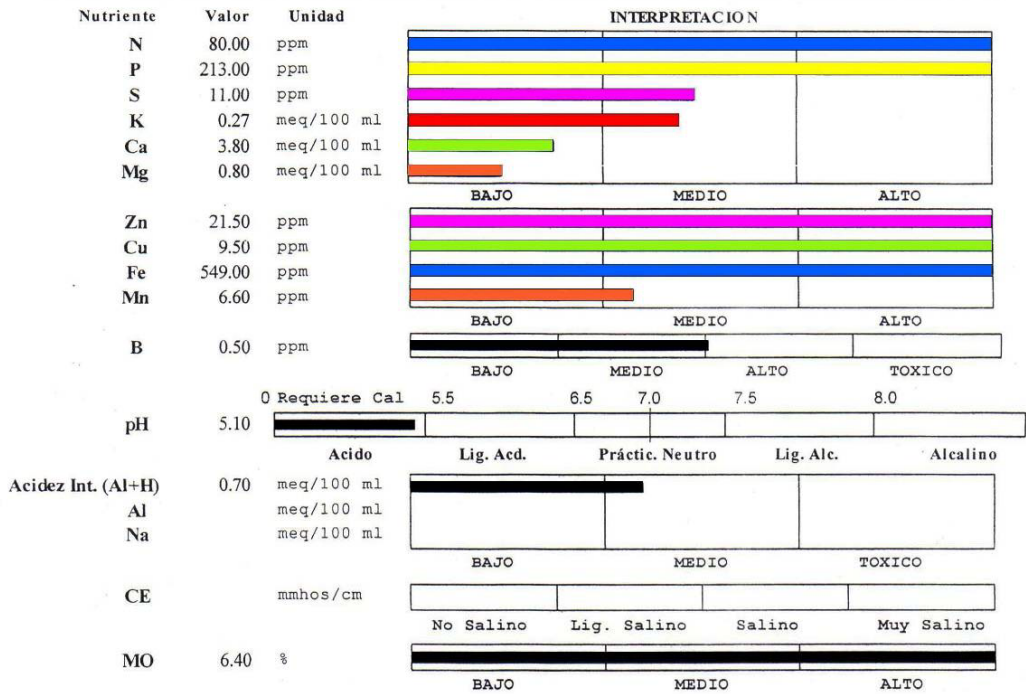 Nutriente Valor Unidad INTERPRETACION
N 80.00 ppm
P 213.00 ppm
S 11.00 ppm
K 0.27 meq/100 ml
Ca 3.80 meq/100 ml
Mg 0.80 meq/100 ml
BAJO MEDIO ALTO
Zn 21.50 ppm
Cu 9.50 ppm
Fe 549.00 ppm
Mn 6.60 ppm
BAJO MEDIO ALTO
B 0.50 ppm
BAJO MEDIO ALTO TOXICO
0 Requiere Cal 5.5 6.5 7.0 7.5 8.0
pH 5.10
Acido Lig. Acd. Práctic. Neutro Lig. Alc. Alcalino
Acidez Int. (Al+H) 0.70 meq/100 ml
Al meq/100 ml
Na meq/100 ml
BAJO MEDIO TOXICO
CE mmhos/cm
No Salino Lig. Salino Salino Muy Salino
MO 6.40 %
BAJO MEDIO ALTO